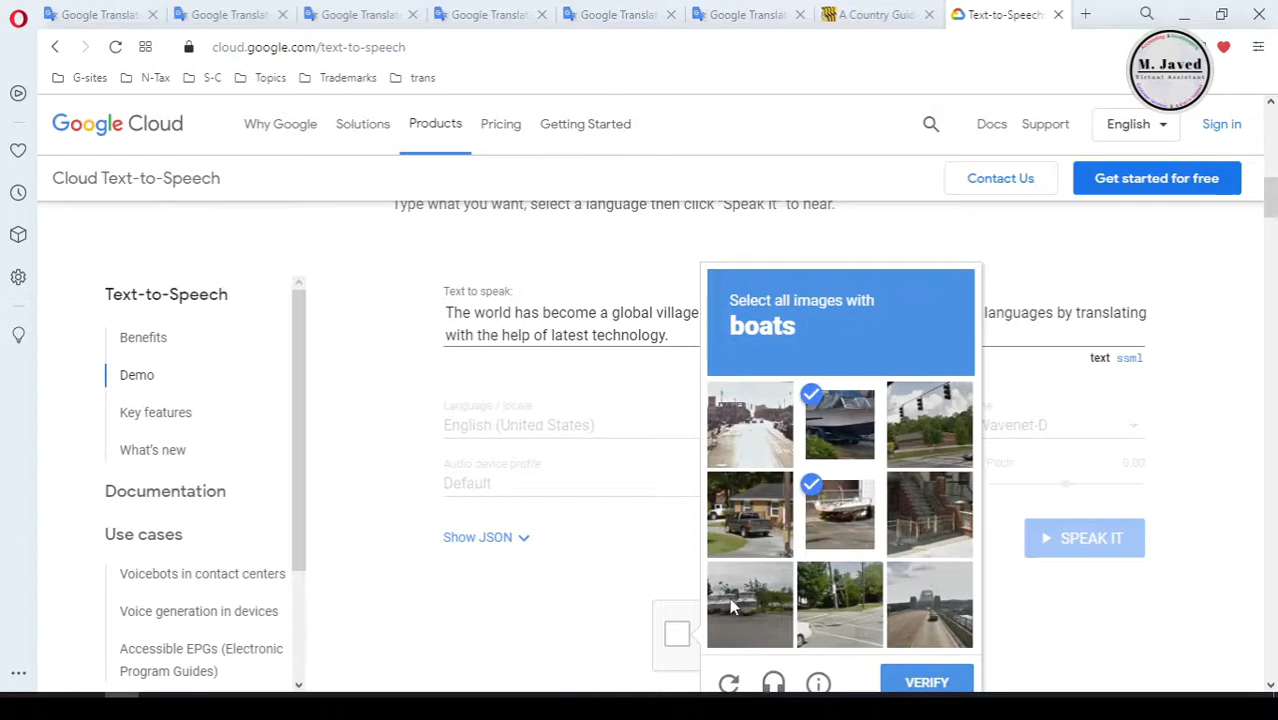 Google Translat
Google Translat
Google Translat
Google Translat
Google Translat
Google Translat
A Country Guid
Text-to-Speech
cloud.google.com/text-to-speech
G-sites
N-Tax
S-C
Topics
Trademarks
trans
M. Javed
Virtual Assistant
Google Cloud
Why Google
Solutions
Products
Pricing
Getting Started
Docs
Support
English
Sign in
Cloud Text-to-Speech
Contact Us
Get started for free
Type what you want, select a language then click "Speak It" to hear.
Text-to-Speech
Benefits
Demo
Key features
What's new
Documentation
Use cases
Voicebots in contact centers
Voice generation in devices
Accessible EPGs (Electronic
Program Guides)
Text to speak:
The world has become a global village
languages by translating
with the help of latest technology.
text ssml
Language / locale
English (United States)
Wavenet-D
Audio device profile
Default
Pitch
0.00
Show JSON
SPEAK IT
Select all images with
boats
VERIFY